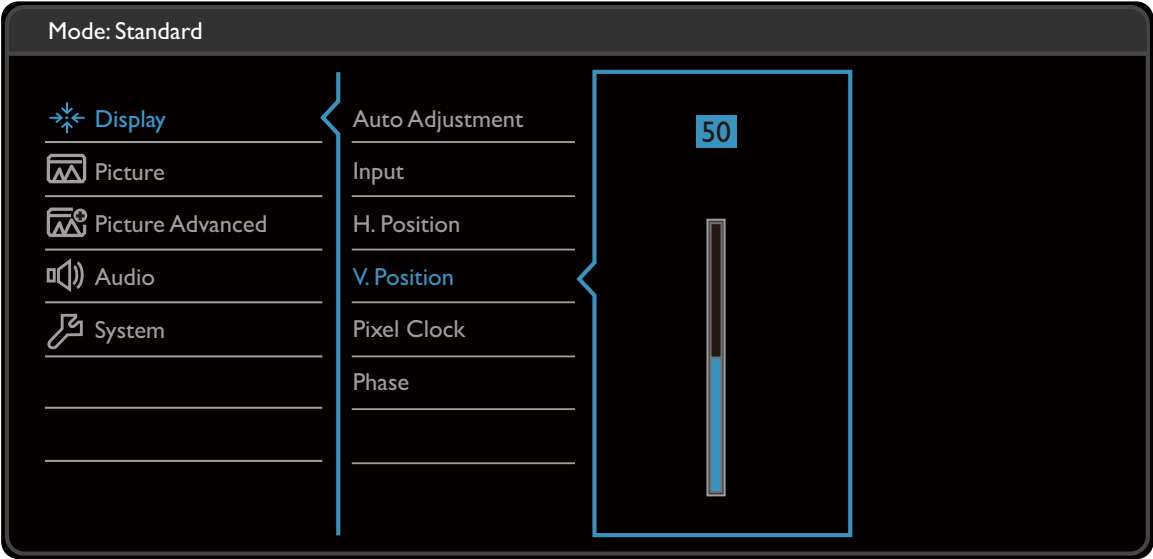 Mode: Standard
Display
Picture
Picture Advanced
Audio
System
Auto Adjustment
Input
H. Position
V. Position
Pixel Clock
Phase
50